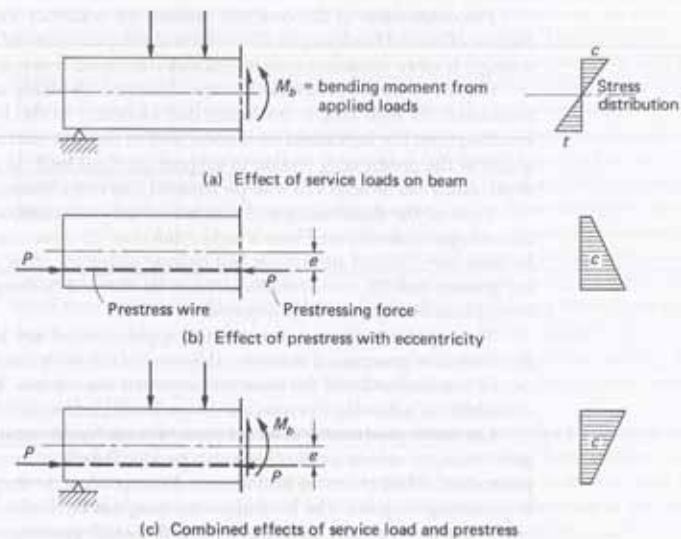 c
M_b = bending moment from
applied loads
Stress
distribution
t
(a) Effect of service loads on beam
P
e
c
P
Prestress wire
Prestressing force
(b) Effect of prestress with eccentricity
M_b
P
e
c
P
(c) Combined effects of service load and prestress